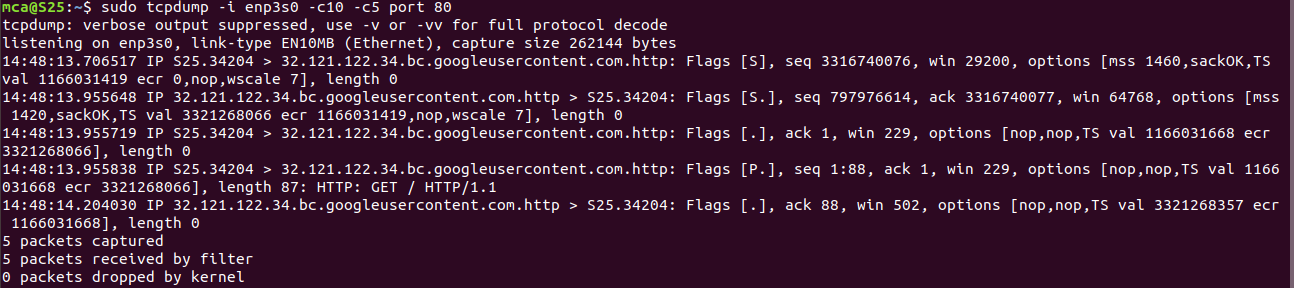 mca@S25:~$ sudo tcpdump -i enp3s0 -c10 -c5 port 80
tcpdump: verbose output suppressed, use -v or -vv for full protocol decode
listening on enp3s0, link-type EN10MB (Ethernet), capture size 262144 bytes
14:48:13.706517 IP S25.34204 > 32.121.122.34.bc.googleusercontent.com.http: Flags [S], seq 3316740076, win 29200, options [mss 1460,sackOK,TS
val 1166031419 ecr 0,nop,wscale 7], length 0
14:48:13.955648 IP 32.121.122.34.bc.googleusercontent.com.http > S25.34204: Flags [S.], seq 797976614, ack 3316740077, win 64768, options [mss
1420,sackOK,TS val 3321268066 ecr 1166031419,nop,wscale 7], length 0
14:48:13.955719 IP S25.34204 > 32.121.122.34.bc.googleusercontent.com.http: Flags [.], ack 1, win 229, options [nop,nop,TS val 1166031668 ecr
3321268066], length 0
14:48:13.955838 IP S25.34204 > 32.121.122.34.bc.googleusercontent.com.http: Flags [P.], seq 1:88, ack 1, win 229, options [nop,nop,TS val 1166
031668 ecr 3321268066], length 87: HTTP: GET / HTTP/1.1
14:48:14.204030 IP 32.121.122.34.bc.googleusercontent.com.http > S25.34204: Flags [.], ack 88, win 502, options [nop,nop,TS val 3321268357 ecr
1166031668], length 0
5 packets captured
5 packets received by filter
0 packets dropped by kernel